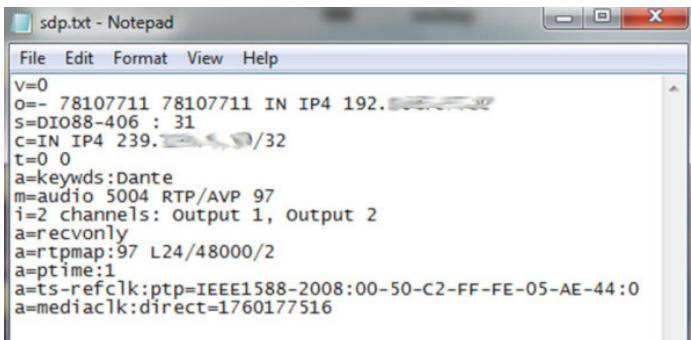 sdp.txt - Notepad
File Edit Format View Help
v=0
o=- 78107711 78107711 IN IP4 192.
s=DIO88-406 : 31
c=IN IP4 239. /32
t=0 0
a=keywds:Dante
m=audio 5004 RTP/AVP 97
i=2 channels: Output 1, Output 2
a=recvonly
a=rtpmap:97 L24/48000/2
a=ptime:1
a=ts-refclk:ptp=IEEE1588-2008:00-50-C2-FF-FE-05-AE-44:0
a=mediaclk:direct=1760177516